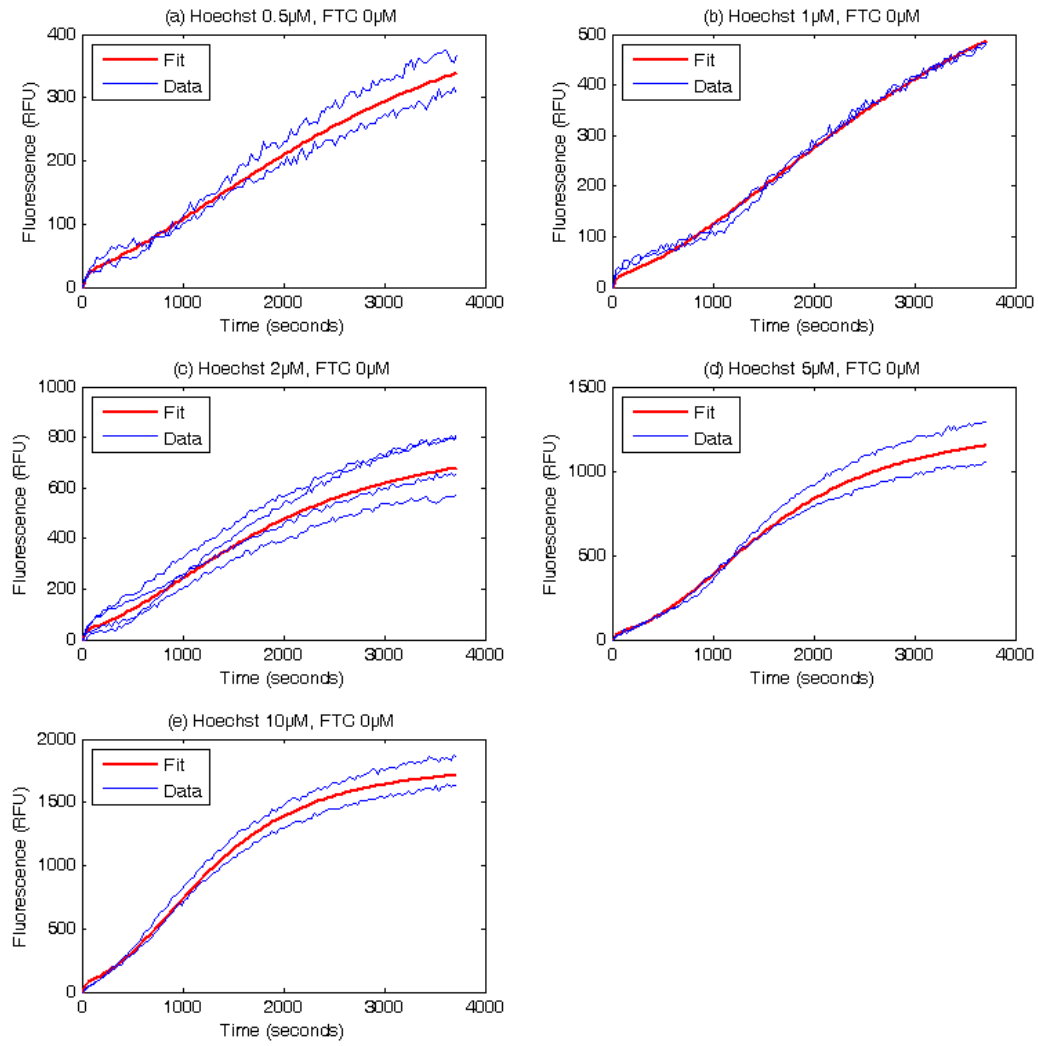 (a) Hoechst 0.5µM, FTC 0µM
400
300
200
100
0
Fit
Data
Fluorescence (RFU)
0 1000 2000 3000 4000
Time (seconds)
(b) Hoechst 1µM, FTC 0µM
500
400
300
200
100
0
Fit
Data
Fluorescence (RFU)
0 1000 2000 3000 4000
Time (seconds)
(c) Hoechst 2µM, FTC 0µM
1000
800
600
400
200
0
Fit
Data
Fluorescence (RFU)
0 1000 2000 3000 4000
Time (seconds)
(d) Hoechst 5µM, FTC 0µM
1500
1000
500
0
Fit
Data
Fluorescence (RFU)
0 1000 2000 3000 4000
Time (seconds)
(e) Hoechst 10µM, FTC 0µM
2000
1500
1000
500
0
Fit
Data
Fluorescence (RFU)
0 1000 2000 3000 4000
Time (seconds)